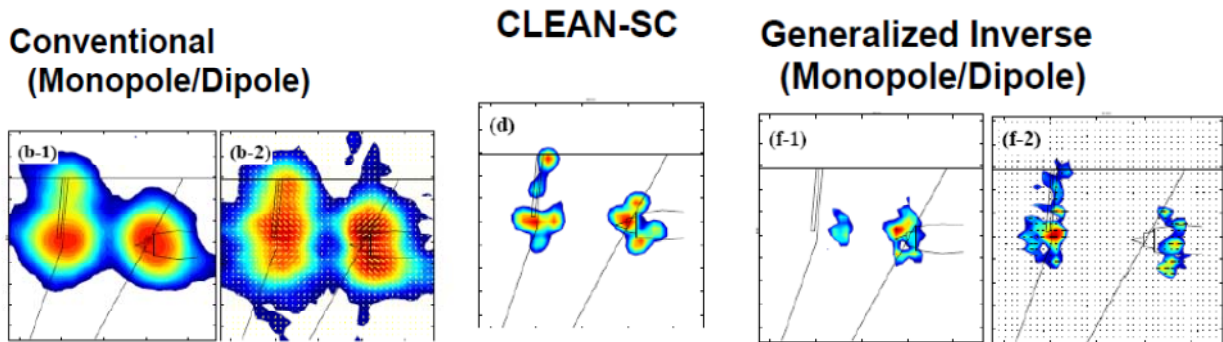 Conventional
(Monopole/Dipole)
CLEAN-SC
Generalized Inverse
(Monopole/Dipole)
(b-1)
(b-2)
(d)
(f-1)
(f-2)